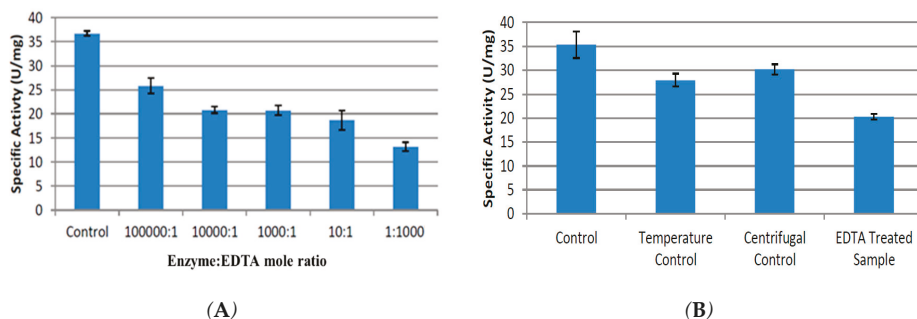 A
Specific Activty (U/mg)
40
35
30
25
20
15
10
5
0
Control 100000:1 10000:1 1000:1 10:1 1:1000
Enzyme:EDTA mole ratio
(A)
B
Specific Activity (U/mg)
40
35
30
25
20
15
10
5
0
Control Temperature Centrifugal EDTA Treated
Control Control Sample
(B)